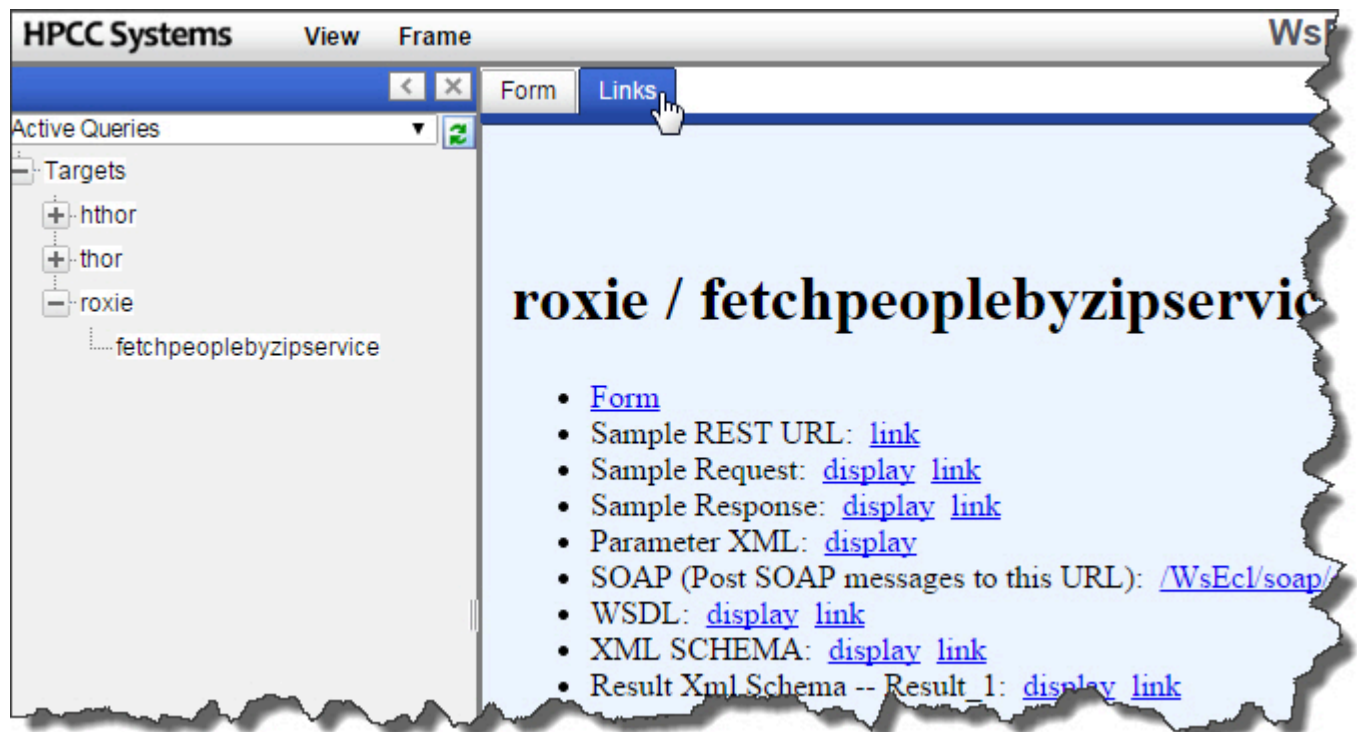 HPCC Systems View Frame Ws
Form Links
Active Queries
Targets
hthor
thor
roxie
fetchpeoplebyzipservice
roxie / fetchpeoplebyzipservic
Form
Sample REST URL: link
Sample Request: display link
Sample Response: display link
Parameter XML: display
SOAP (Post SOAP messages to this URL): /WsEcl/soap/
WSDL: display link
XML SCHEMA: display link
Result Xml Schema -- Result_1: display link